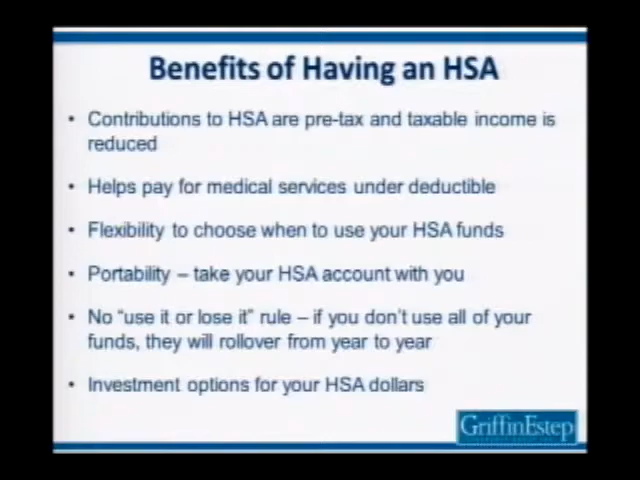 Benefits of Having an HSA
• Contributions to HSA are pre-tax and taxable income is
reduced
• Helps pay for medical services under deductible
• Flexibility to choose when to use your HSA funds
• Portability – take your HSA account with you
• No “use it or lose it” rule – if you don’t use all of your
funds, they will rollover from year to year
• Investment options for your HSA dollars
GriffinEstep